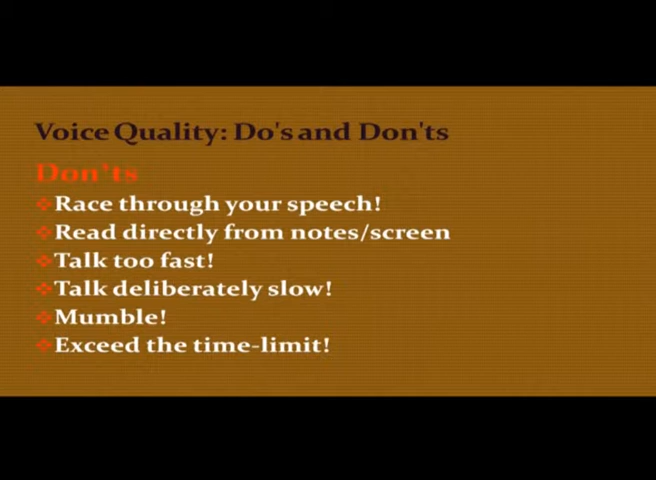 Voice Quality: Do's and Don'ts
Don'ts
Race through your speech!
Read directly from notes/screen
Talk too fast!
Talk deliberately slow!
Mumble!
Exceed the time-limit!